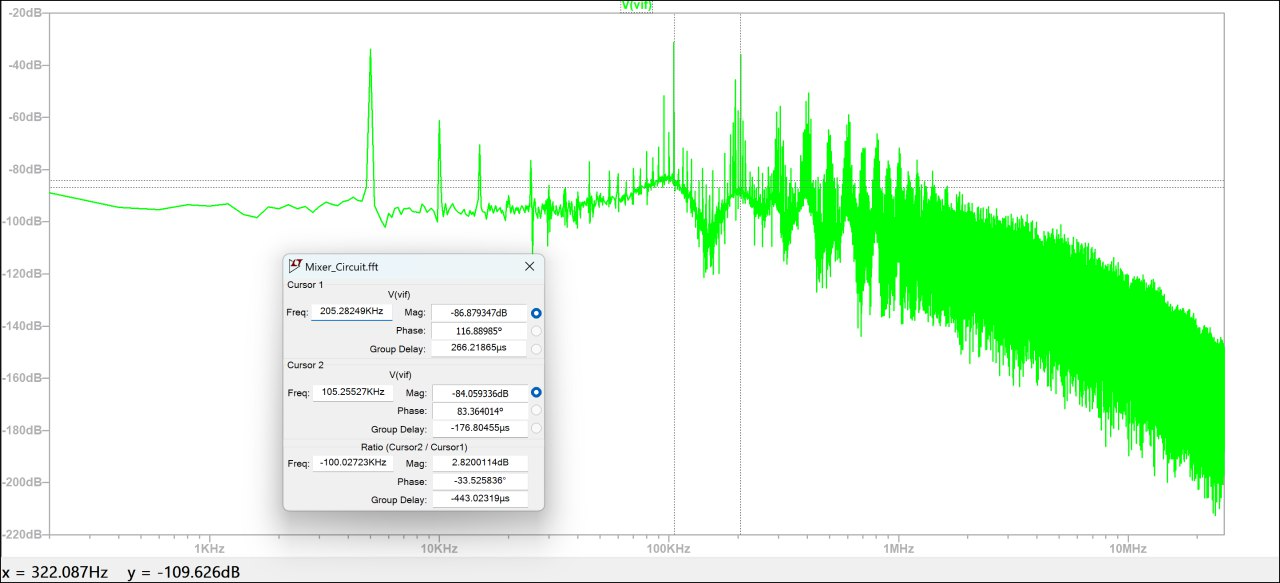 V(vif)
-20dB
-40dB
-60dB
-80dB
-100dB
-120dB
-140dB
-160dB
-180dB
-200dB
-220dB
1KHz 10KHz 100KHz 1MHz 10MHz
Mixer_Circuit.fft
Cursor 1
V(vif)
Freq: 205.28249KHz Mag: -86.879347dB
Phase: 116.88985°
Group Delay: 266.21865µs
Cursor 2
V(vif)
Freq: 105.25527KHz Mag: -84.059336dB
Phase: 83.364014°
Group Delay: -176.80455µs
Ratio (Cursor2 / Cursor1)
Freq: -100.02723KHz Mag: 2.8200114dB
Phase: -33.525836°
Group Delay: -443.02319µs
x = 322.087Hz y = -109.626dB